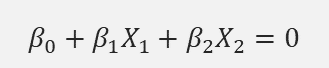 β₀ + β₁X₁ + β₂X₂ = 0